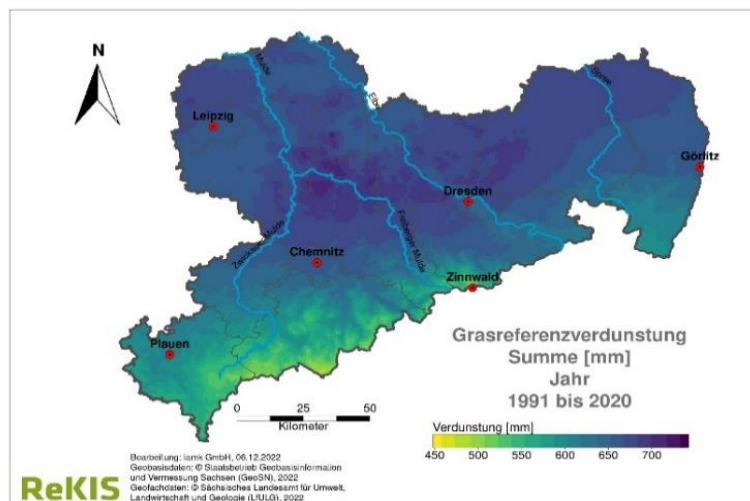 N
Mulde
Elbe
Spree
Leipzig
Görlitz
Dresden
Zwickauer Mulde
Freiberger Mulde
Chemnitz
Zinnwald
Plauen
Grasreferenzverdunstung
Summe [mm]
Jahr
1991 bis 2020
0 30 50
Kilometer
Verdunstung [mm]
450 500 550 600 650 700
ReKIS
Bearbeitung: iamk GmbH, 06.12.2022
Geobasisdaten: © Staatsbetrieb Geobasisinformation
und Vermessung Sachsen (GeoSN), 2022
Geofachdaten: © Sächsisches Landesamt für Umwelt,
Landwirtschaft und Geologie (LfULG), 2022